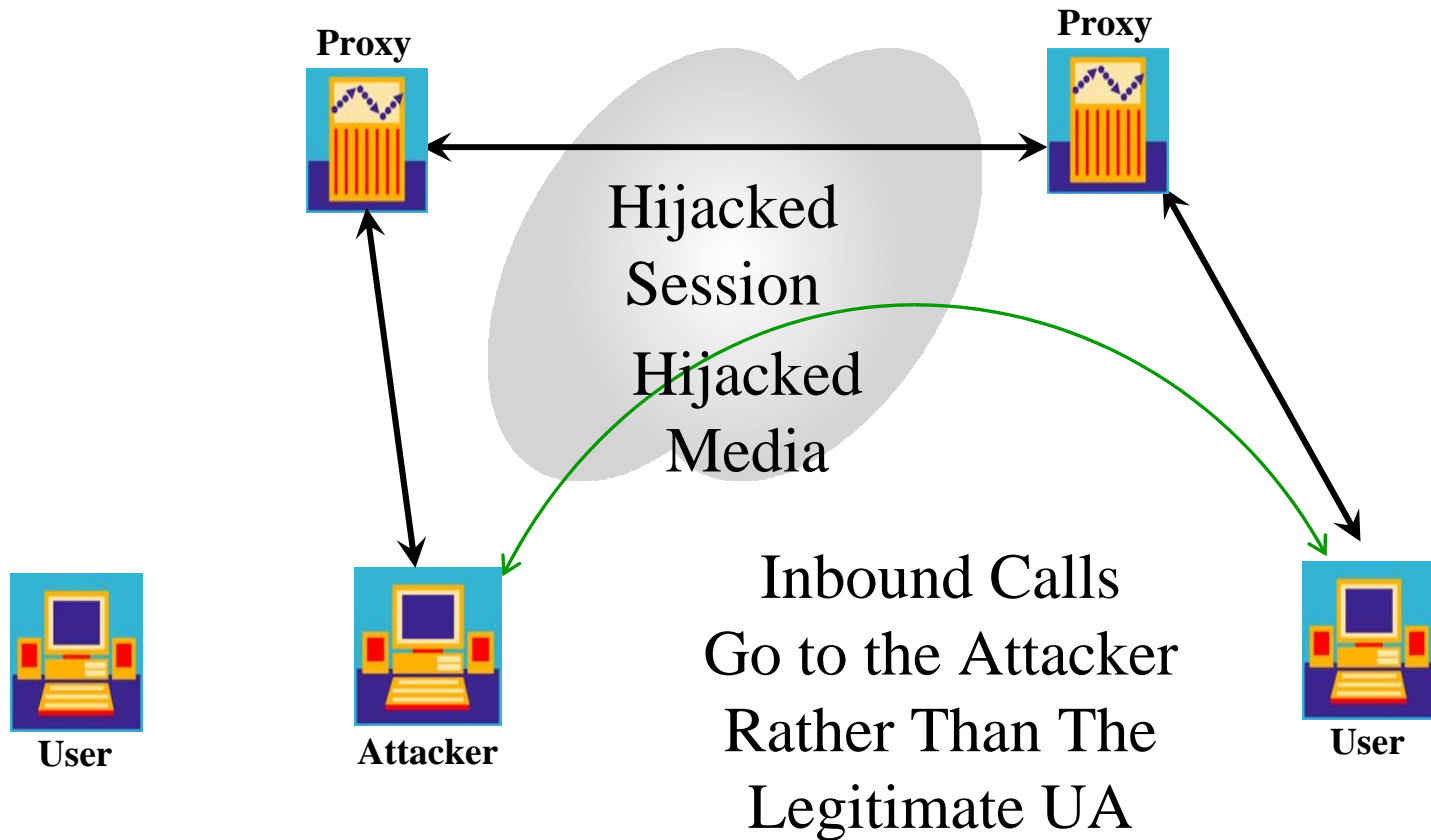 Proxy
Proxy
Hijacked
Session
Hijacked
Media
Inbound Calls
Go to the Attacker
Rather Than The
Legitimate UA
User
Attacker
User